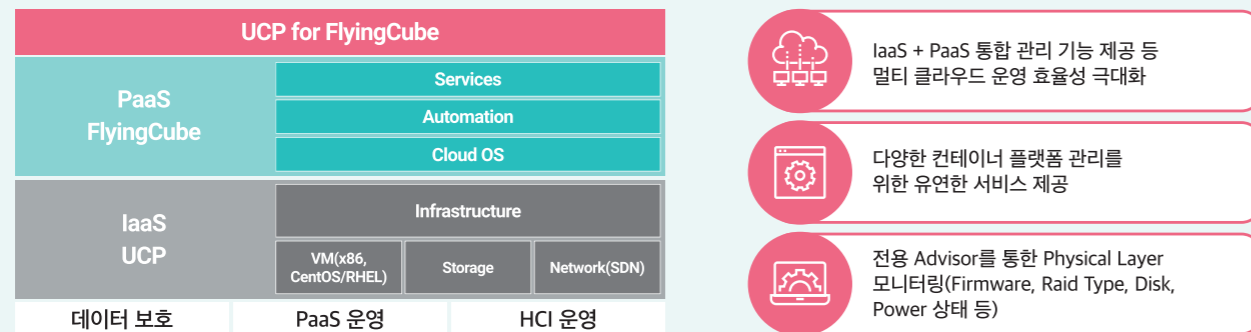 UCP for FlyingCube
PaaS
FlyingCube
Services
Automation
Cloud OS
IaaS
UCP
Infrastructure
VM(x86,
CentOS/RHEL)
Storage
Network(SDN)
데이터 보호
PaaS 운영
HCI 운영
IaaS + PaaS 통합 관리 기능 제공 등
멀티 클라우드 운영 효율성 극대화
다양한 컨테이너 플랫폼 관리를
위한 유연한 서비스 제공
전용 Advisor를 통한 Physical Layer
모니터링(Firmware, Raid Type, Disk,
Power 상태 등)